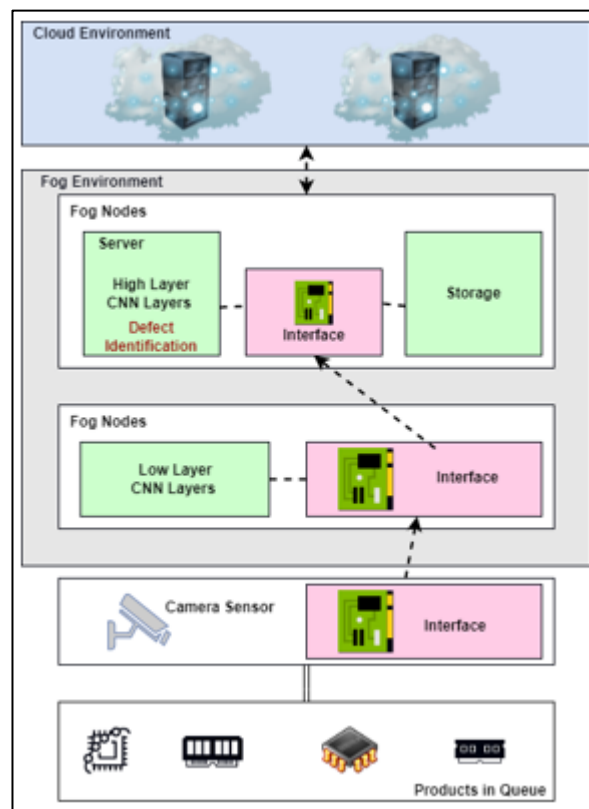 Cloud Environment
Fog Environment
Fog Nodes
Server
High Layer
CNN Layers
Defect
Identification
Interface
Storage
Fog Nodes
Low Layer
CNN Layers
Interface
Camera Sensor
Interface
Products in Queue